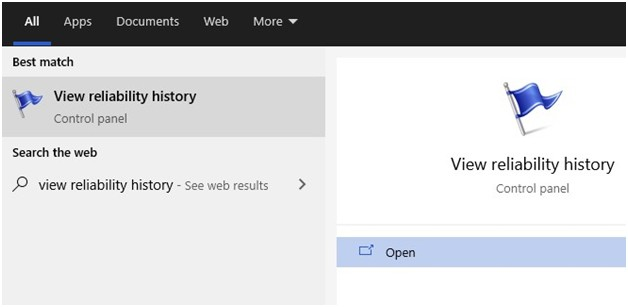 All Apps Documents Web More
Best match
View reliability history
Control panel
Search the web
view reliability history - See web results
View reliability history
Control panel
Open